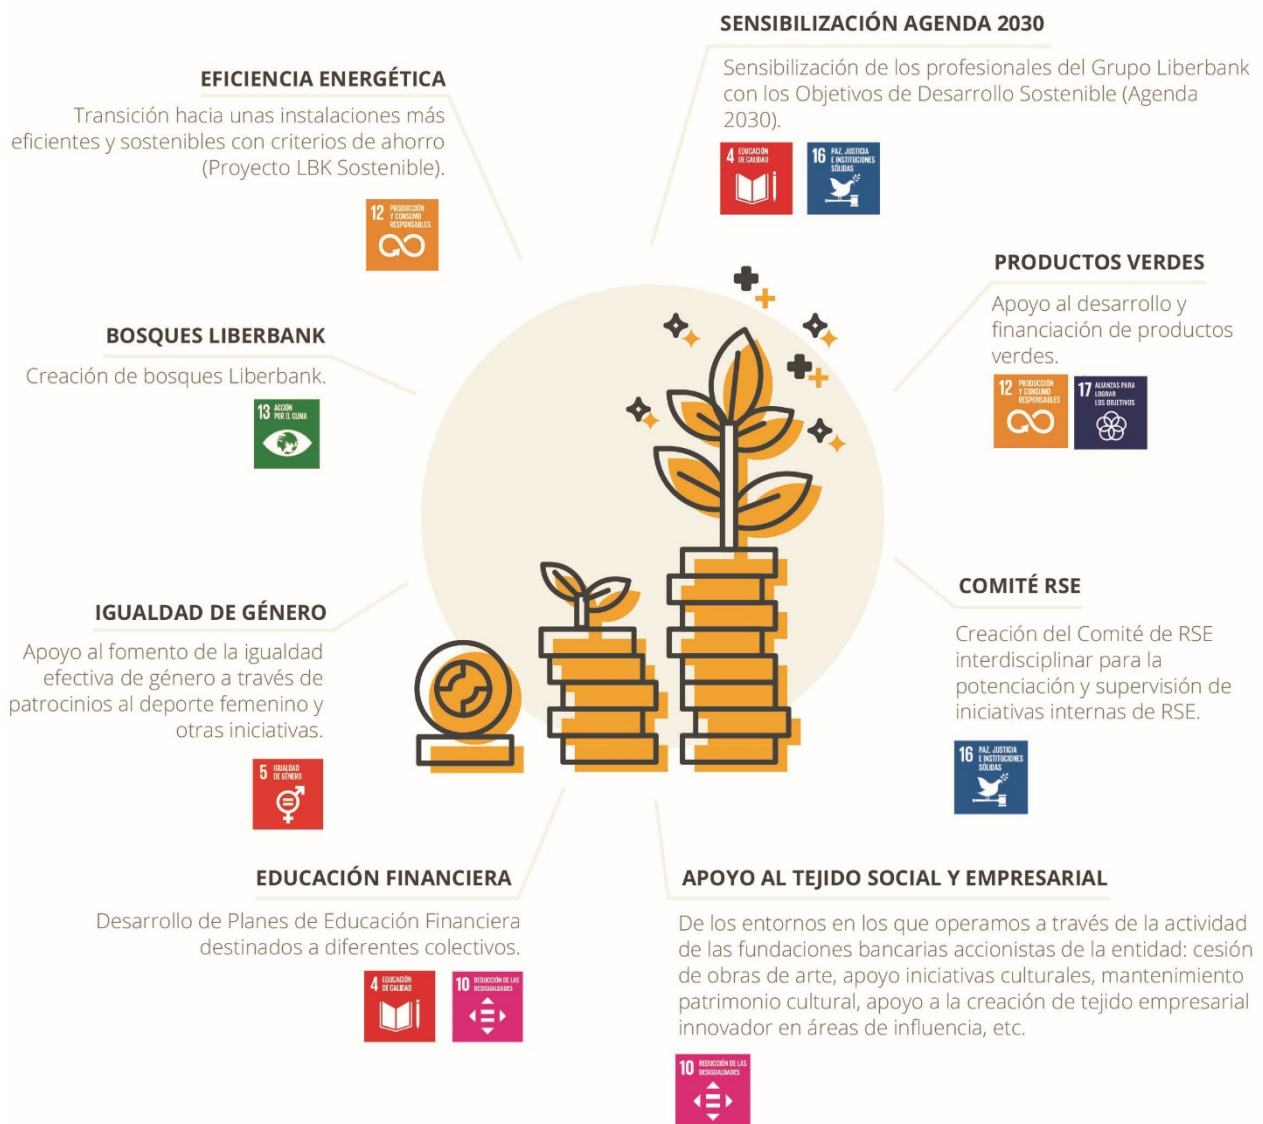 SENSIBILIZACIÓN AGENDA 2030
Sensibilización de los profesionales del Grupo Liberbank
con los Objetivos de Desarrollo Sostenible (Agenda
2030).
4 EDUCACIÓN
DE CALIDAD
16 PAZ, JUSTICIA
E INSTITUCIONES
SÓLIDAS
EFICIENCIA ENERGÉTICA
Transición hacia unas instalaciones más
eficientes y sostenibles con criterios de ahorro
(Proyecto LBK Sostenible).
12 PRODUCCIÓN
Y CONSUMO
RESPONSABLES
PRODUCTOS VERDES
Apoyo al desarrollo y
financiación de productos
verdes.
12 PRODUCCIÓN
Y CONSUMO
RESPONSABLES
17 ALIANZAS PARA
LOGRAR
LOS OBJETIVOS
BOSQUES LIBERBANK
Creación de bosques Liberbank.
13 ACCIÓN
POR EL CLIMA
COMITÉ RSE
Creación del Comité de RSE
interdisciplinar para la
potenciación y supervisión de
iniciativas internas de RSE.
16 PAZ, JUSTICIA
E INSTITUCIONES
SÓLIDAS
IGUALDAD DE GÉNERO
Apoyo al fomento de la igualdad
efectiva de género a través de
patrocinios al deporte femenino y
otras iniciativas.
5 IGUALDAD
DE GÉNERO
EDUCACIÓN FINANCIERA
Desarrollo de Planes de Educación Financiera
destinados a diferentes colectivos.
4 EDUCACIÓN
DE CALIDAD
10 REDUCCIÓN DE LAS
DESIGUALDADES
APOYO AL TEJIDO SOCIAL Y EMPRESARIAL
De los entornos en los que operamos a través de la actividad
de las fundaciones bancarias accionistas de la entidad: cesión
de obras de arte, apoyo iniciativas culturales, mantenimiento
patrimonio cultural, apoyo a la creación de tejido empresarial
innovador en áreas de influencia, etc.
10 REDUCCIÓN DE LAS
DESIGUALDADES